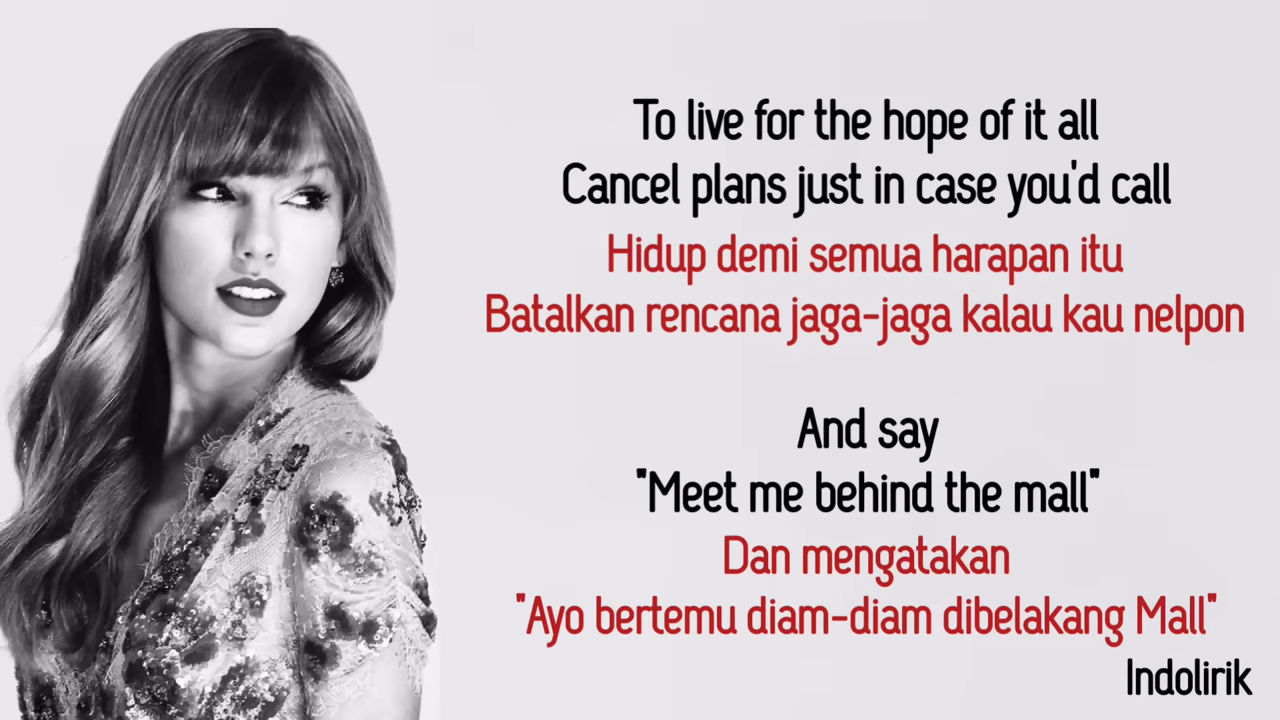 To live for the hope of it all
Cancel plans just in case you'd call
Hidup demi semua harapan itu
Batalkan rencana jaga-jaga kalau kau nelpon
And say
"Meet me behind the mall"
Dan mengatakan
"Ayo bertemu diam-diam dibelakang Mall"
Indolirik